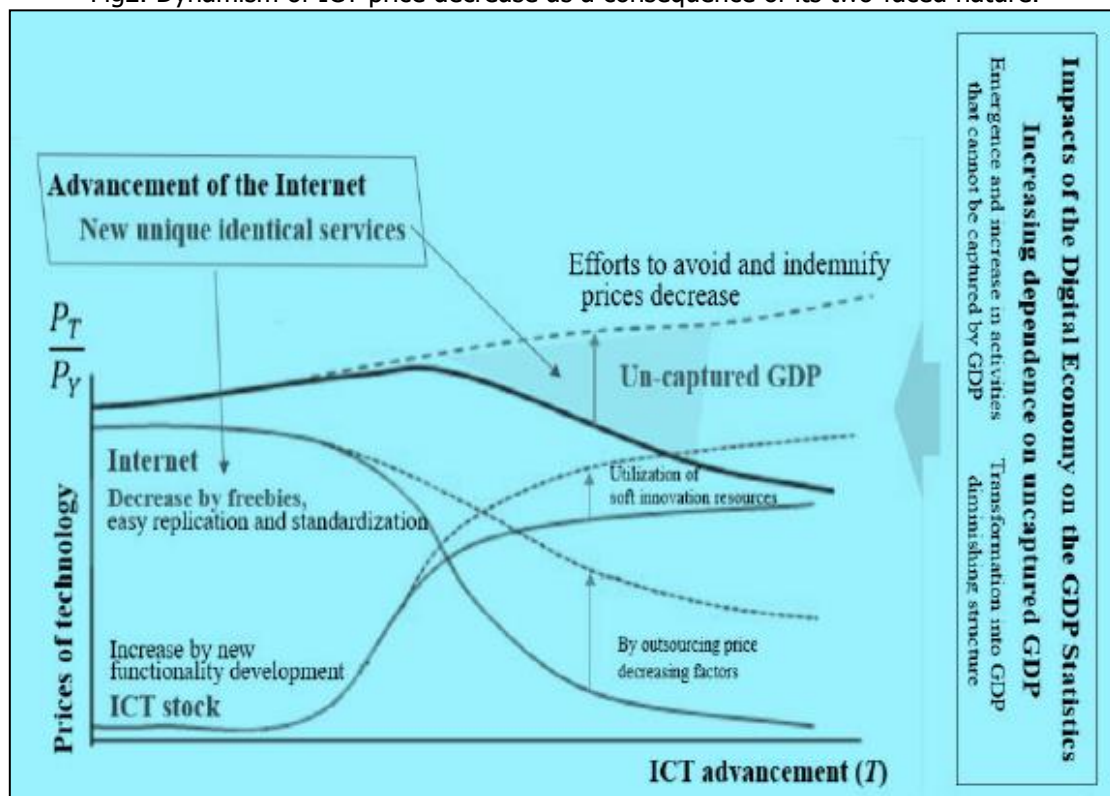 Fig2. Dynamism of ICT price decrease as a consequence of its two-faced nature.
Advancement of the Internet
New unique identical services
Efforts to avoid and indemnify
prices decrease
P_T
P_Y
Un-captured GDP
Internet
Decrease by freebies,
easy replication and standardization
Utilization of
soft innovation resources
Increase by new
functionality development
ICT stock
By outsourcing price
decreasing factors
Prices of technology
ICT advancement (T)
Impacts of the Digital Economy on the GDP Statistics
Increasing dependence on uncaptured GDP
Emergence and increase in activities
that cannot be captured by GDP
Transformation into GDP
diminishing structure